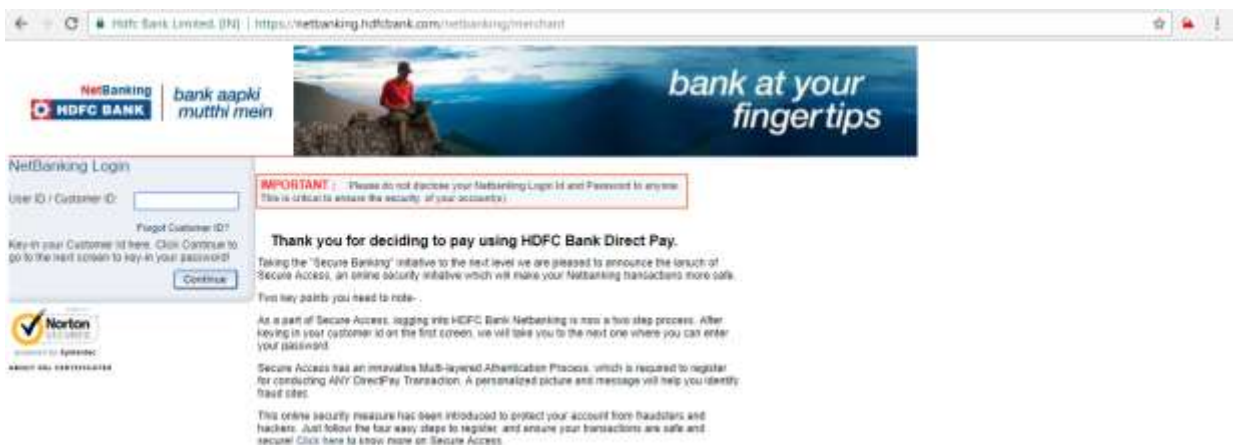 Hdfc Bank Limited [IN] | https://netbanking.hdfcbank.com/netbanking/merchant
NetBanking
HDFC BANK
bank aapki
mutthi mein
bank at your
fingertips
NetBanking Login
User ID / Customer ID:
Forgot Customer ID?
Key-in your Customer Id here. Click Continue to
go to the next screen to key-in your password!
Continue
Norton
SECURED
powered by Symantec
ABOUT SSL CERTIFICATES
IMPORTANT : Please do not disclose your Netbanking Login Id and Password to anyone.
This is critical to ensure the security of your account(s)
Thank you for deciding to pay using HDFC Bank Direct Pay.
Taking the "Secure Banking" initiative to the next level we are pleased to announce the lanuch of
Secure Access, an online security initiative which will make your Netbanking transactions more safe.
Two key points you need to note-
As a part of Secure Access, logging into HDFC Bank Netbanking is now a two step process. After
keying in your customer id on the first screen, we will take you to the next one where you can enter
your password.
Secure Access has an innovative Multi-layered Athentication Process, which is required to register
for conducting ANY DirectPay Transaction. A personalized picture and message will help you identify
fraud sites.
This online security measure has been introduced to protect your account from fraudsters and
hackers. Just follow the four easy steps to register, and ensure your transactions are safe and
secure! Click here to know more on Secure Access.